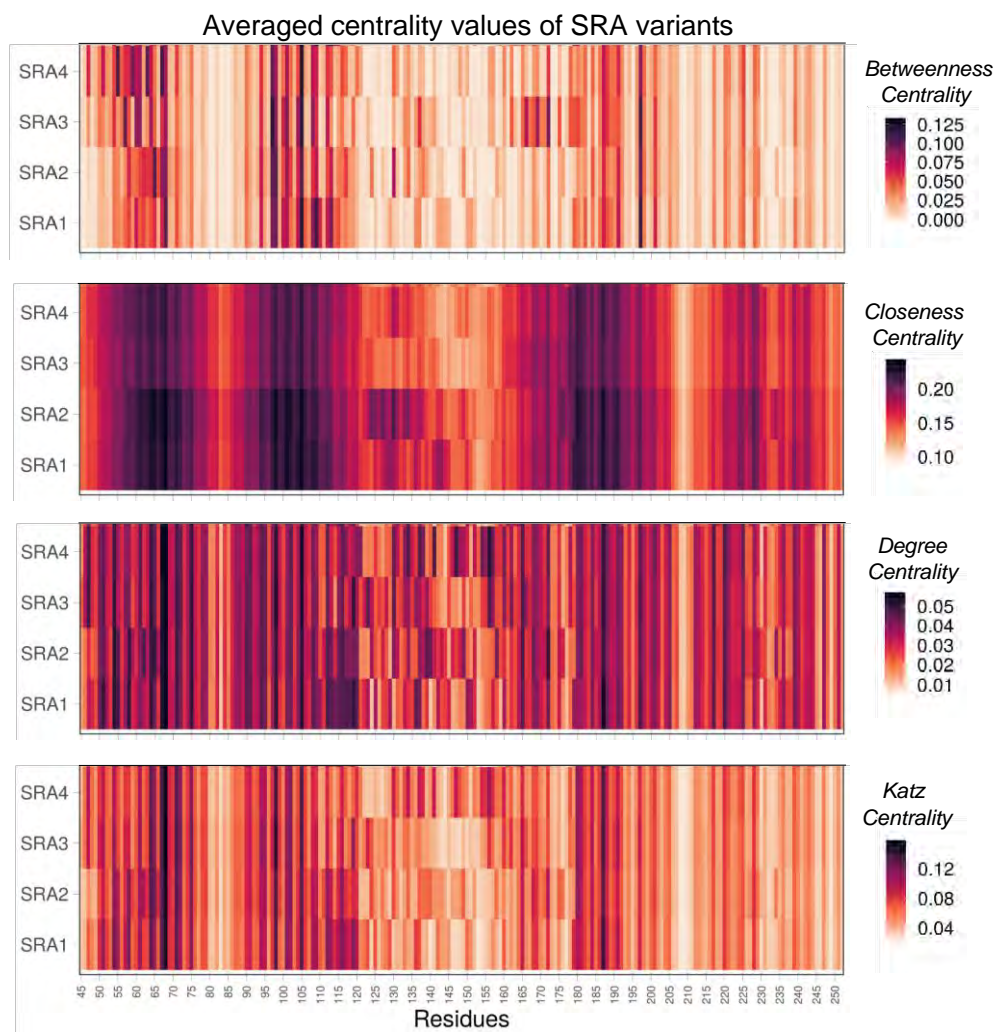 Averaged centrality values of SRA variants
SRA4
SRA3
SRA2
SRA1
Betweenness
Centrality
0.125
0.100
0.075
0.050
0.025
0.000
SRA4
SRA3
SRA2
SRA1
Closeness
Centrality
0.20
0.15
0.10
SRA4
SRA3
SRA2
SRA1
Degree
Centrality
0.05
0.04
0.03
0.02
0.01
SRA4
SRA3
SRA2
SRA1
Katz
Centrality
0.12
0.08
0.04
45 50 55 60 65 70 75 80 85 90 95 100 105 110 115 120 125 130 135 140 145 150 155 160 165 170 175 180 185 190 195 200 205 210 215 220 225 230 235 240 245 250
Residues